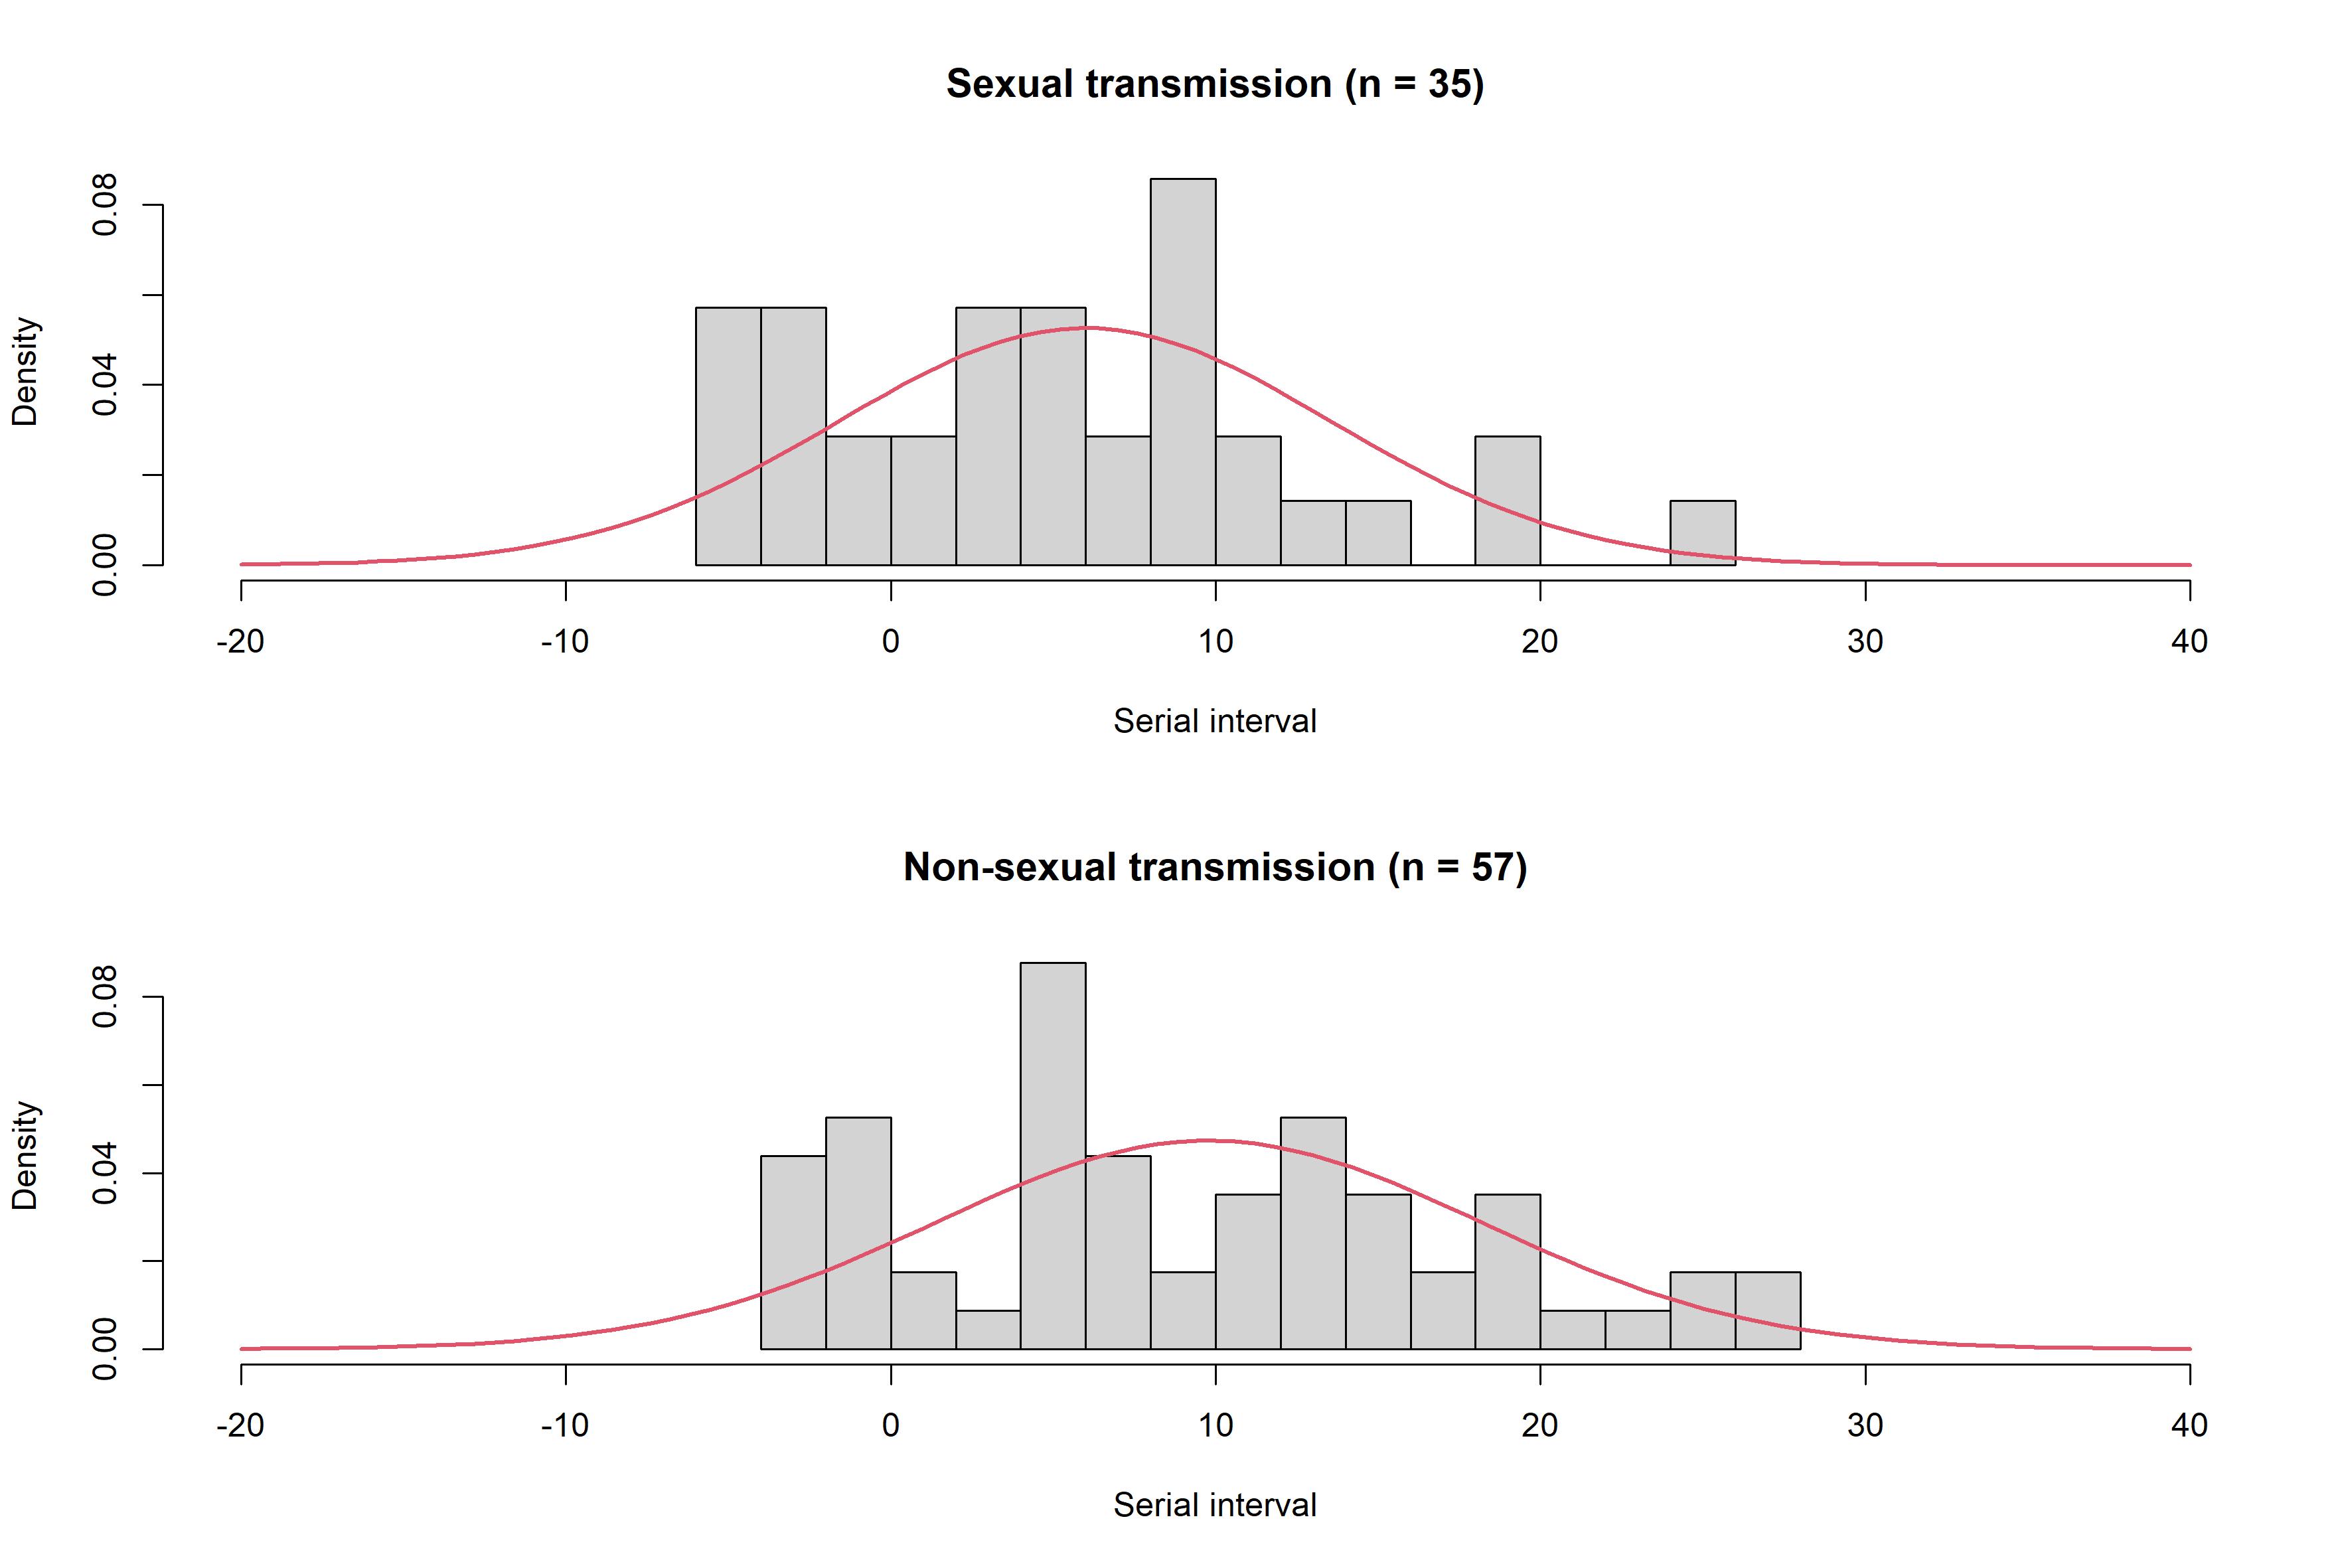 Sexual transmission (n = 35)
Density
0.08
0.04
0.00
-20 -10 0 10 20 30 40
Serial interval
Non-sexual transmission (n = 57)
Density
0.08
0.04
0.00
-20 -10 0 10 20 30 40
Serial interval